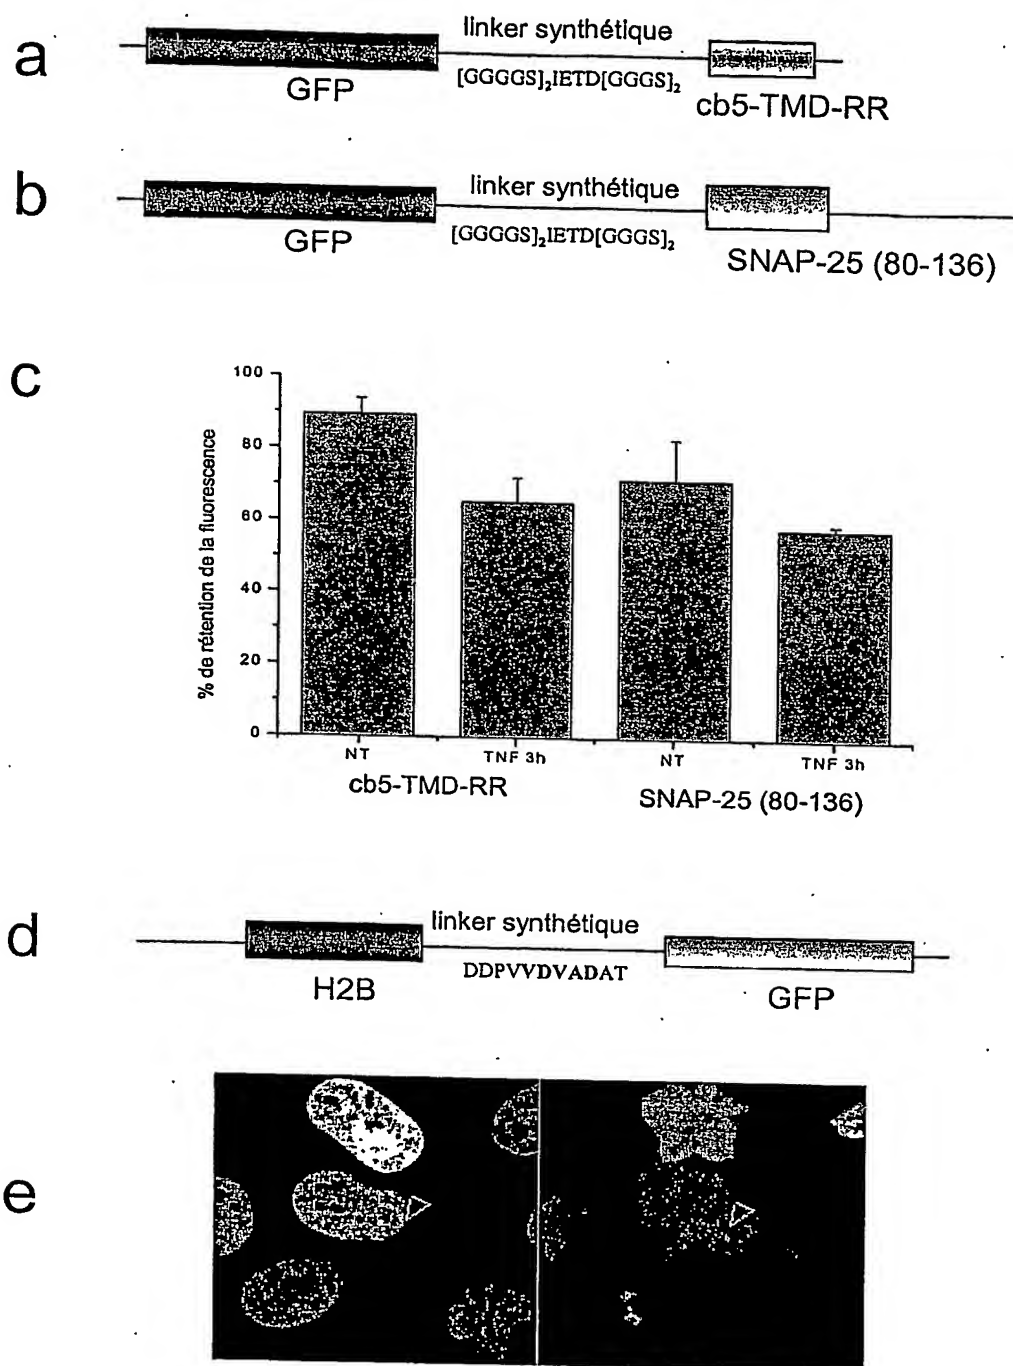 a
linker synthétique
[GGGGS]₂IETD[GGGS]₂
GFP
cb5-TMD-RR
b
linker synthétique
[GGGGS]₂IETD[GGGS]₂
GFP
SNAP-25 (80-136)
c
% de rétention de la fluorescence
100
80
60
40
20
0
NT
TNF 3h
NT
TNF 3h
cb5-TMD-RR
SNAP-25 (80-136)
d
linker synthétique
DDPVVDVADAT
H2B
GFP
e